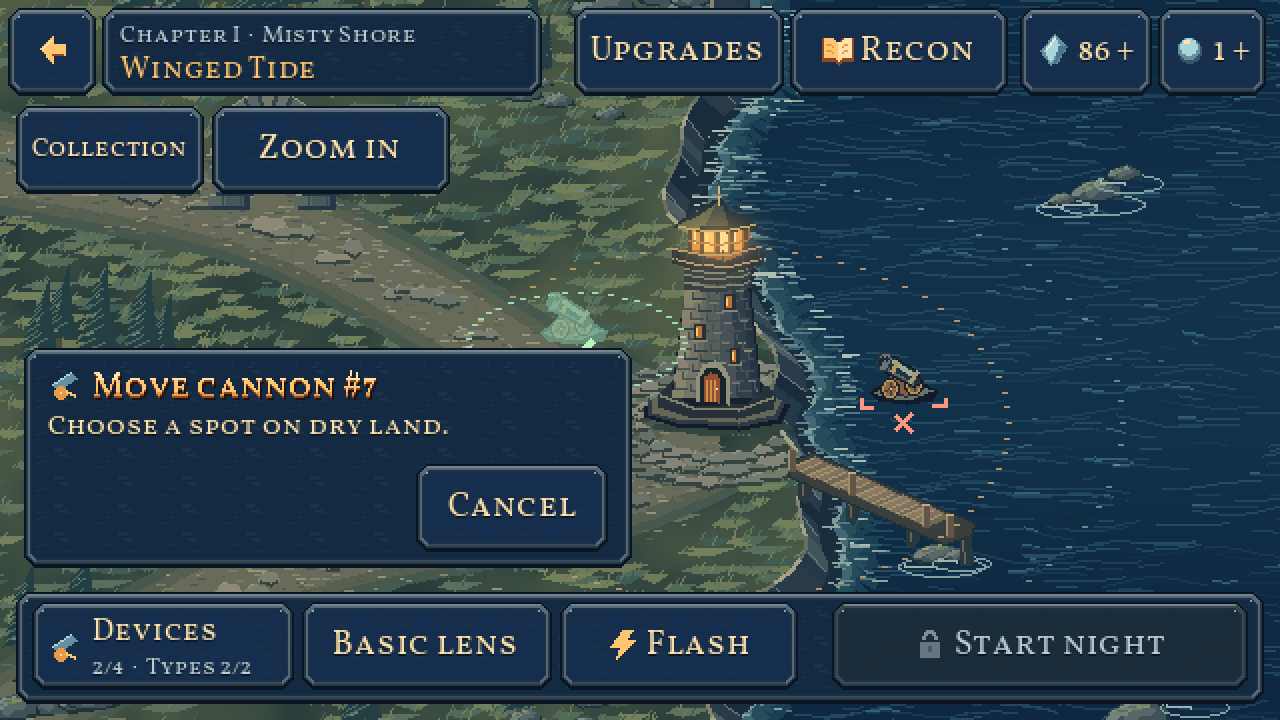 Chapter I · Misty Shore
Winged Tide
Upgrades
Recon
86 +
1 +
Collection
Zoom in
Move cannon #7
Choose a spot on dry land.
Cancel
Devices
2/4 · Types 2/2
Basic lens
Flash
Start night